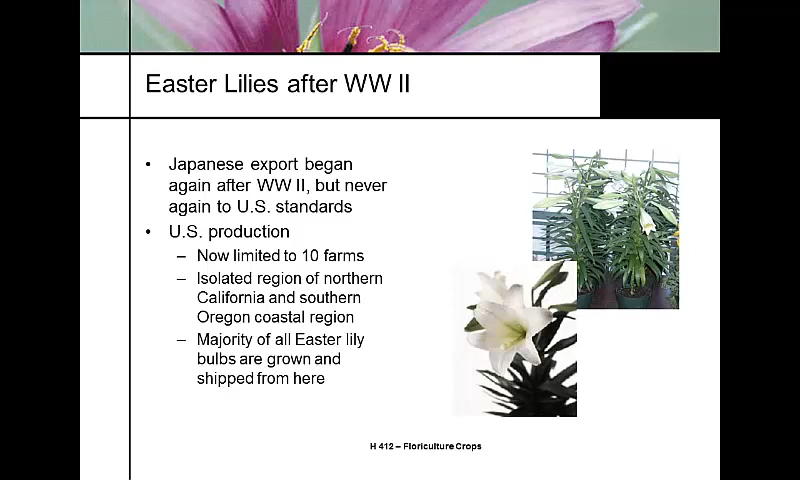 Easter Lilies after WW II
• Japanese export began
again after WW II, but never
again to U.S. standards
• U.S. production
– Now limited to 10 farms
– Isolated region of northern
California and southern
Oregon coastal region
– Majority of all Easter lily
bulbs are grown and
shipped from here
H 412 – Floriculture Crops